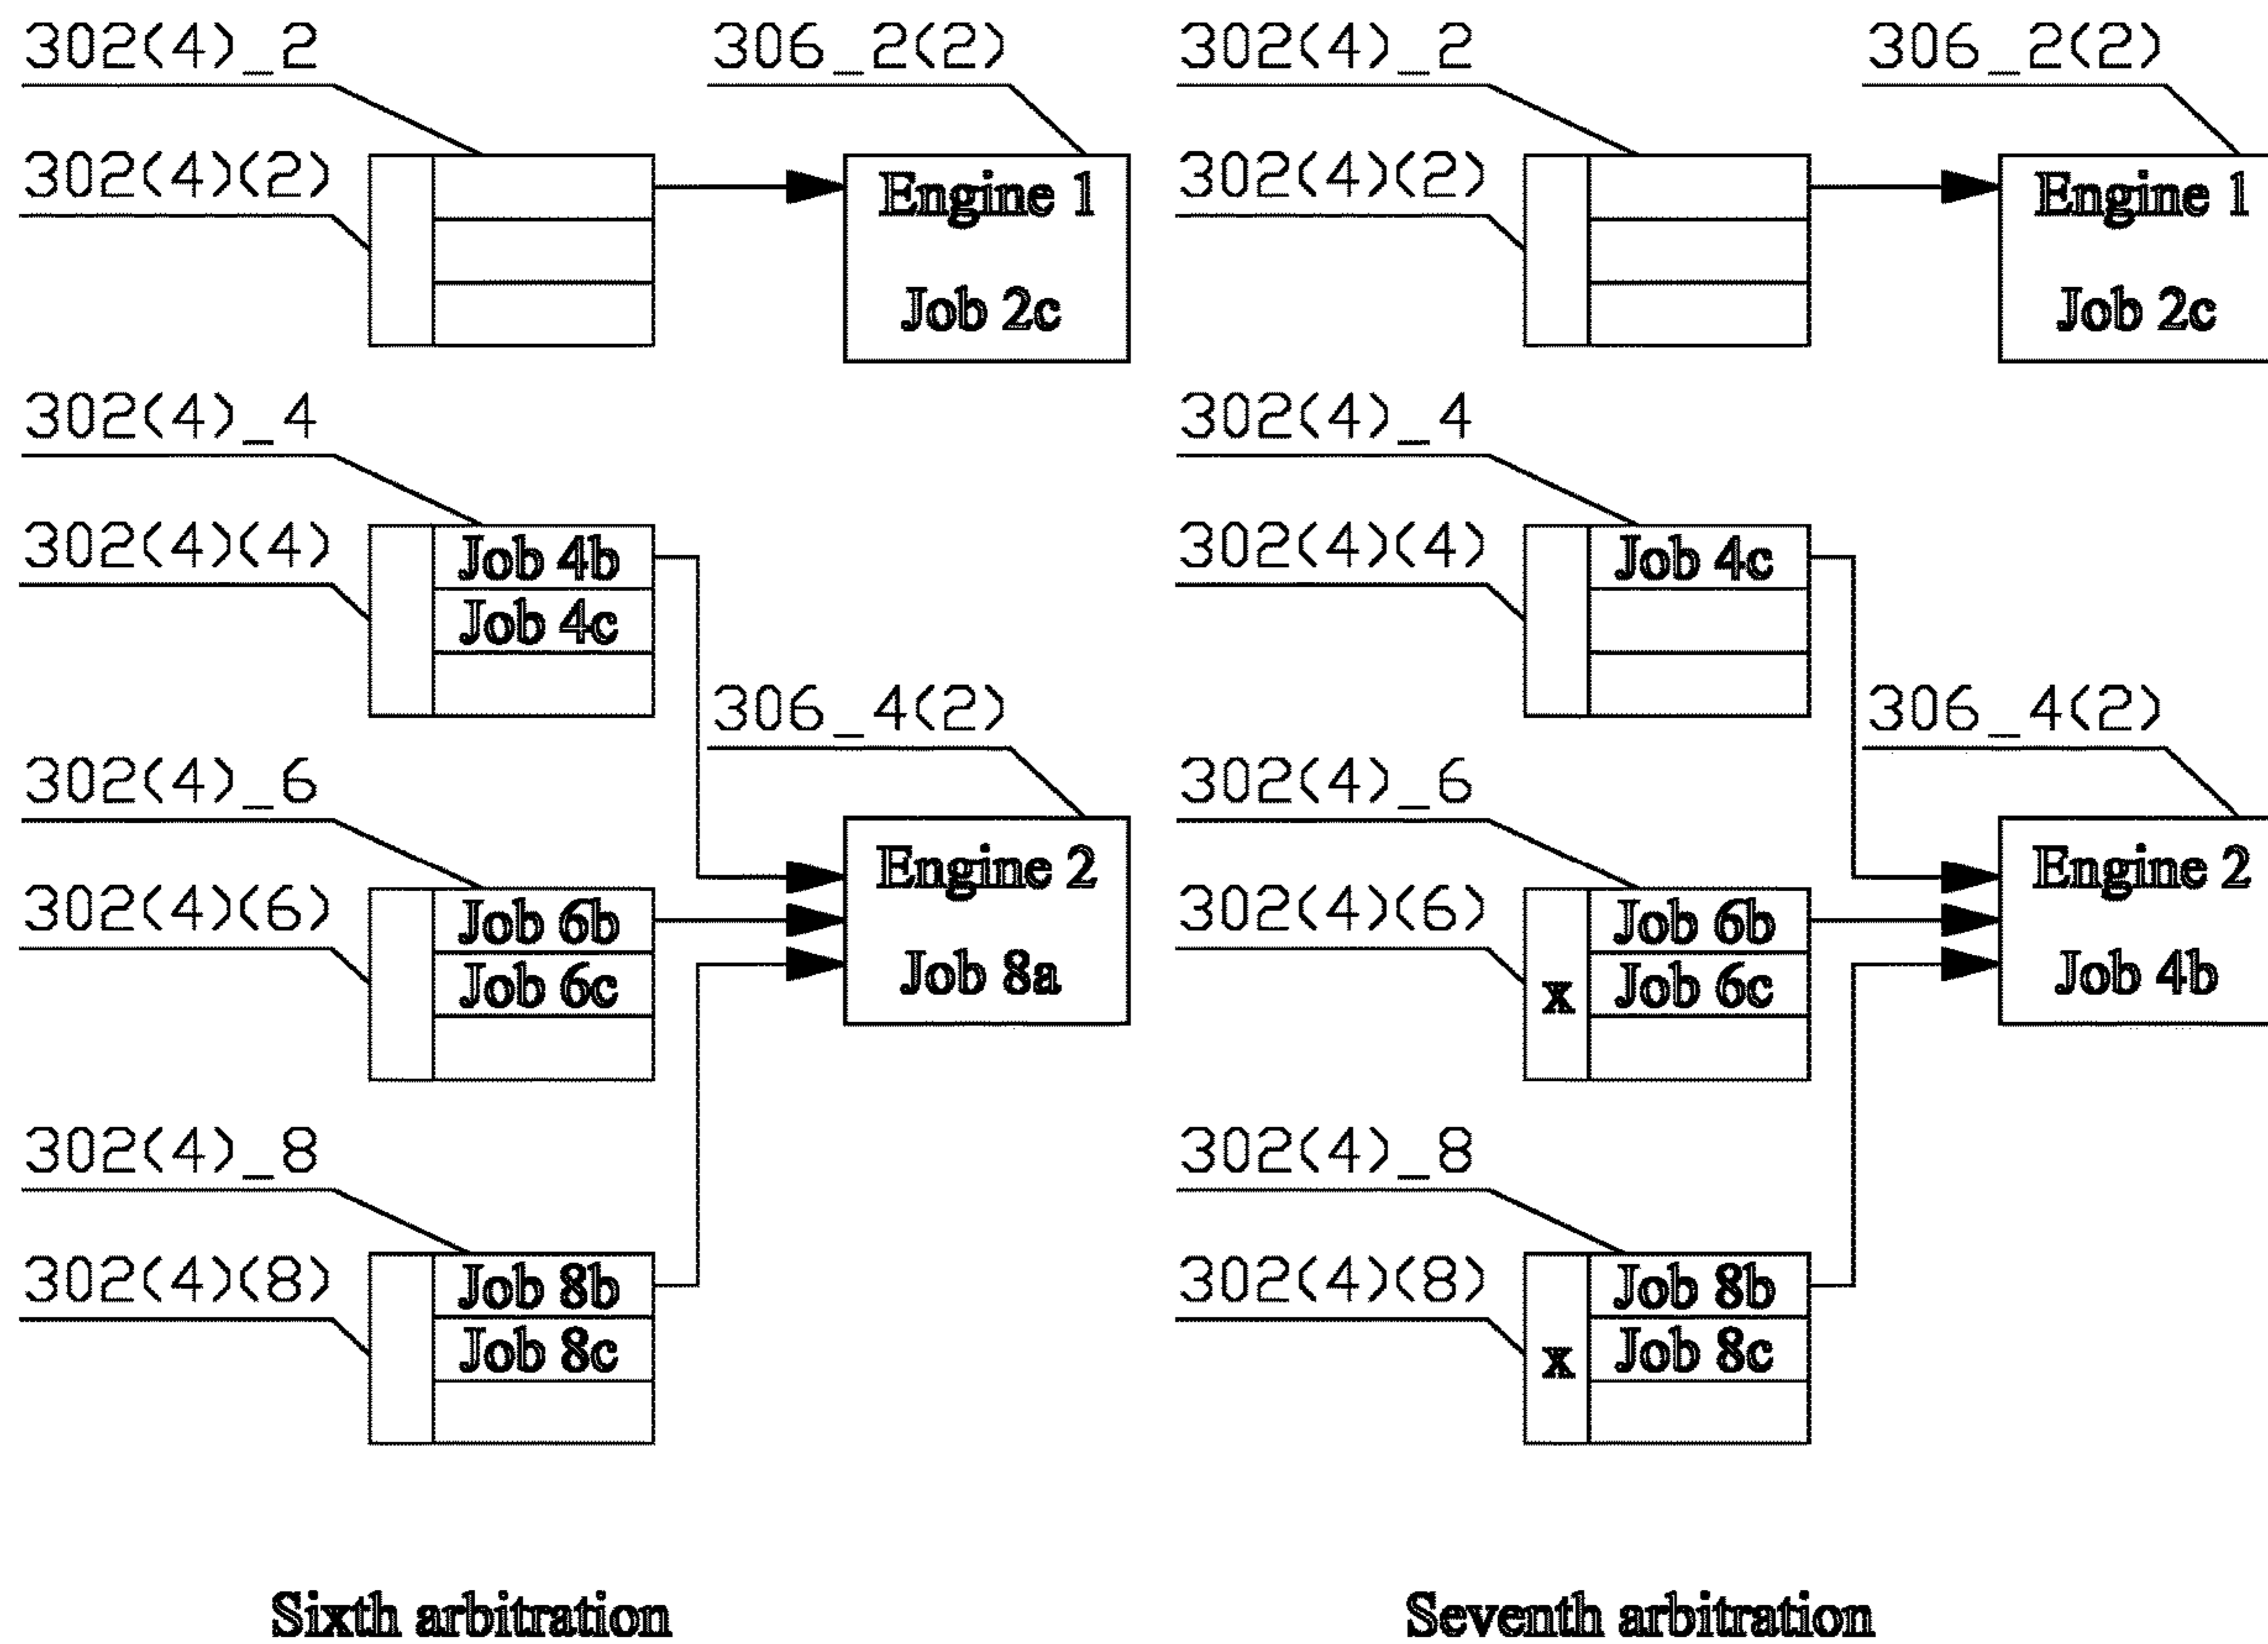 302(4)_2
306_2(2)
302(4)(2)
Engine 1
Job 2c
302(4)_4
302(4)(4)
Job 4b
Job 4c
306_4(2)
302(4)_6
302(4)(6)
Job 6b
Job 6c
Engine 2
Job 8a
302(4)_8
302(4)(8)
Job 8b
Job 8c
Sixth arbitration
302(4)_2
306_2(2)
302(4)(2)
Engine 1
Job 2c
302(4)_4
302(4)(4)
Job 4c
306_4(2)
302(4)_6
302(4)(6)
x
Job 6b
Job 6c
Engine 2
Job 4b
302(4)_8
302(4)(8)
x
Job 8b
Job 8c
Seventh arbitration